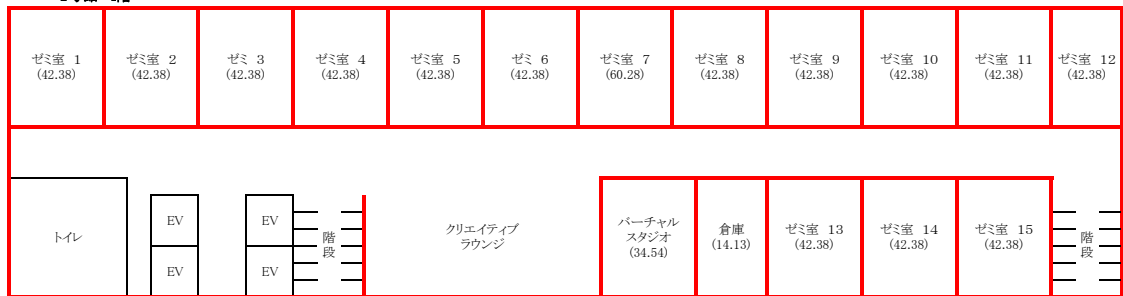 ゼミ室 1
(42.38)
ゼミ室 2
(42.38)
ゼミ 3
(42.38)
ゼミ室 4
(42.38)
ゼミ室 5
(42.38)
ゼミ 6
(42.38)
ゼミ室 7
(60.28)
ゼミ室 8
(42.38)
ゼミ室 9
(42.38)
ゼミ室 10
(42.38)
ゼミ室 11
(42.38)
ゼミ室 12
(42.38)
トイレ
EV
EV
EV
EV
階
段
クリエイティブ
ラウンジ
バーチャル
スタジオ
(34.54)
倉庫
(14.13)
ゼミ室 13
(42.38)
ゼミ室 14
(42.38)
ゼミ室 15
(42.38)
階
段